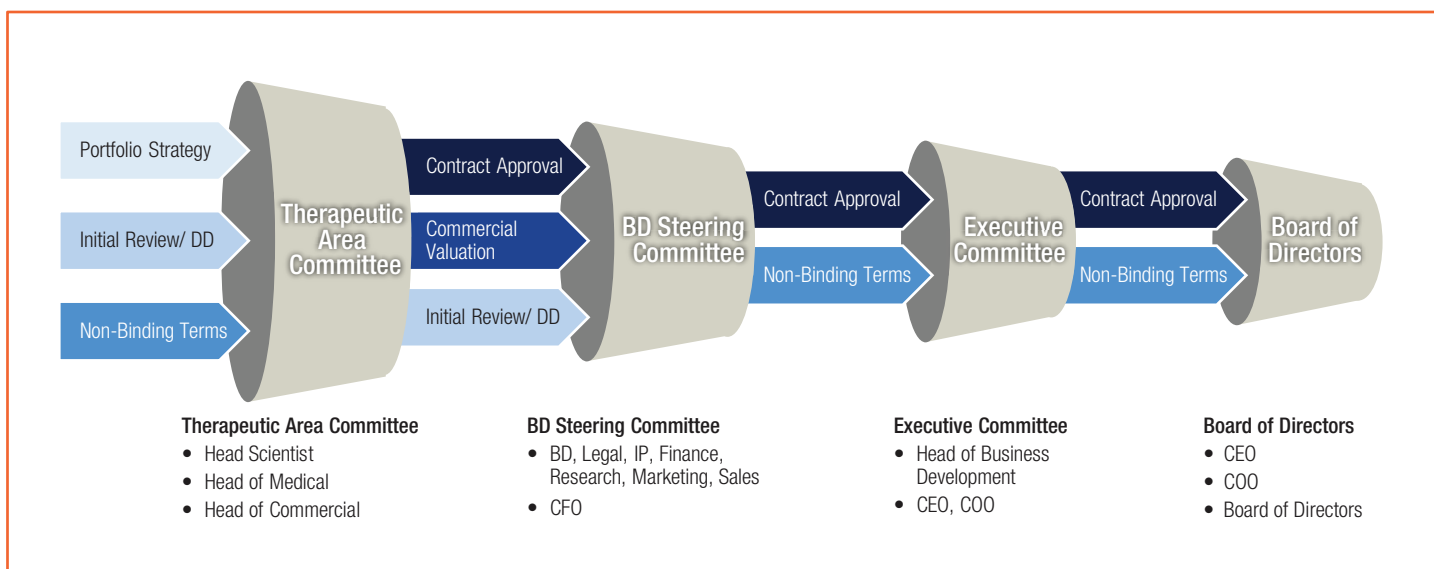 Portfolio Strategy
Initial Review/ DD
Non-Binding Terms
Therapeutic
Area
Committee
Contract Approval
Commercial
Valuation
Initial Review/ DD
BD Steering
Committee
Contract Approval
Non-Binding Terms
Executive
Committee
Contract Approval
Non-Binding Terms
Board of
Directors
Therapeutic Area Committee
• Head Scientist
• Head of Medical
• Head of Commercial
BD Steering Committee
• BD, Legal, IP, Finance,
Research, Marketing, Sales
• CFO
Executive Committee
• Head of Business
Development
• CEO, COO
Board of Directors
• CEO
• COO
• Board of Directors